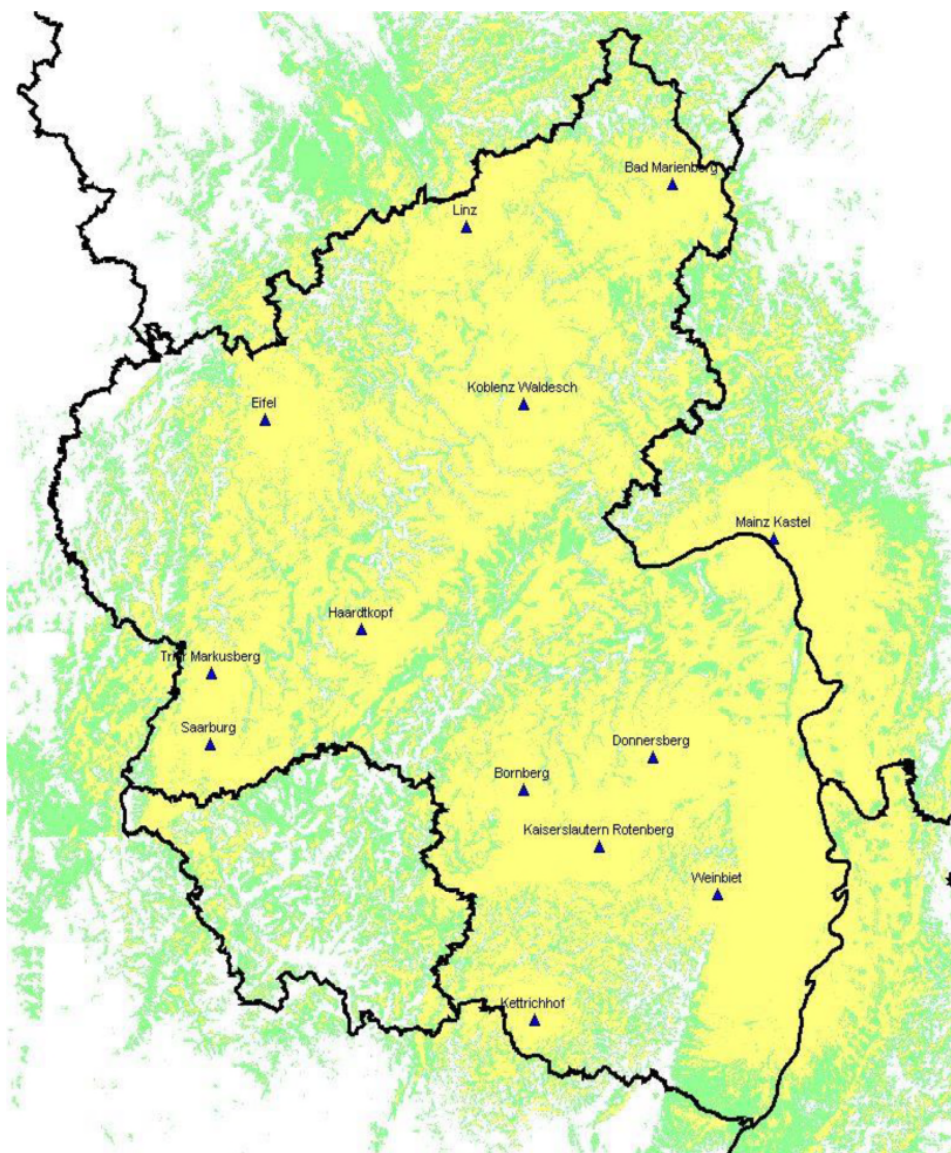 Bad Marienberg
Linz
Koblenz Waldesch
Eifel
Mainz Kastel
Haardtkopf
Trier Markusberg
Saarburg
Donnersberg
Bornberg
Kaiserslautern Rotenberg
Weinbiet
Kettrichhof